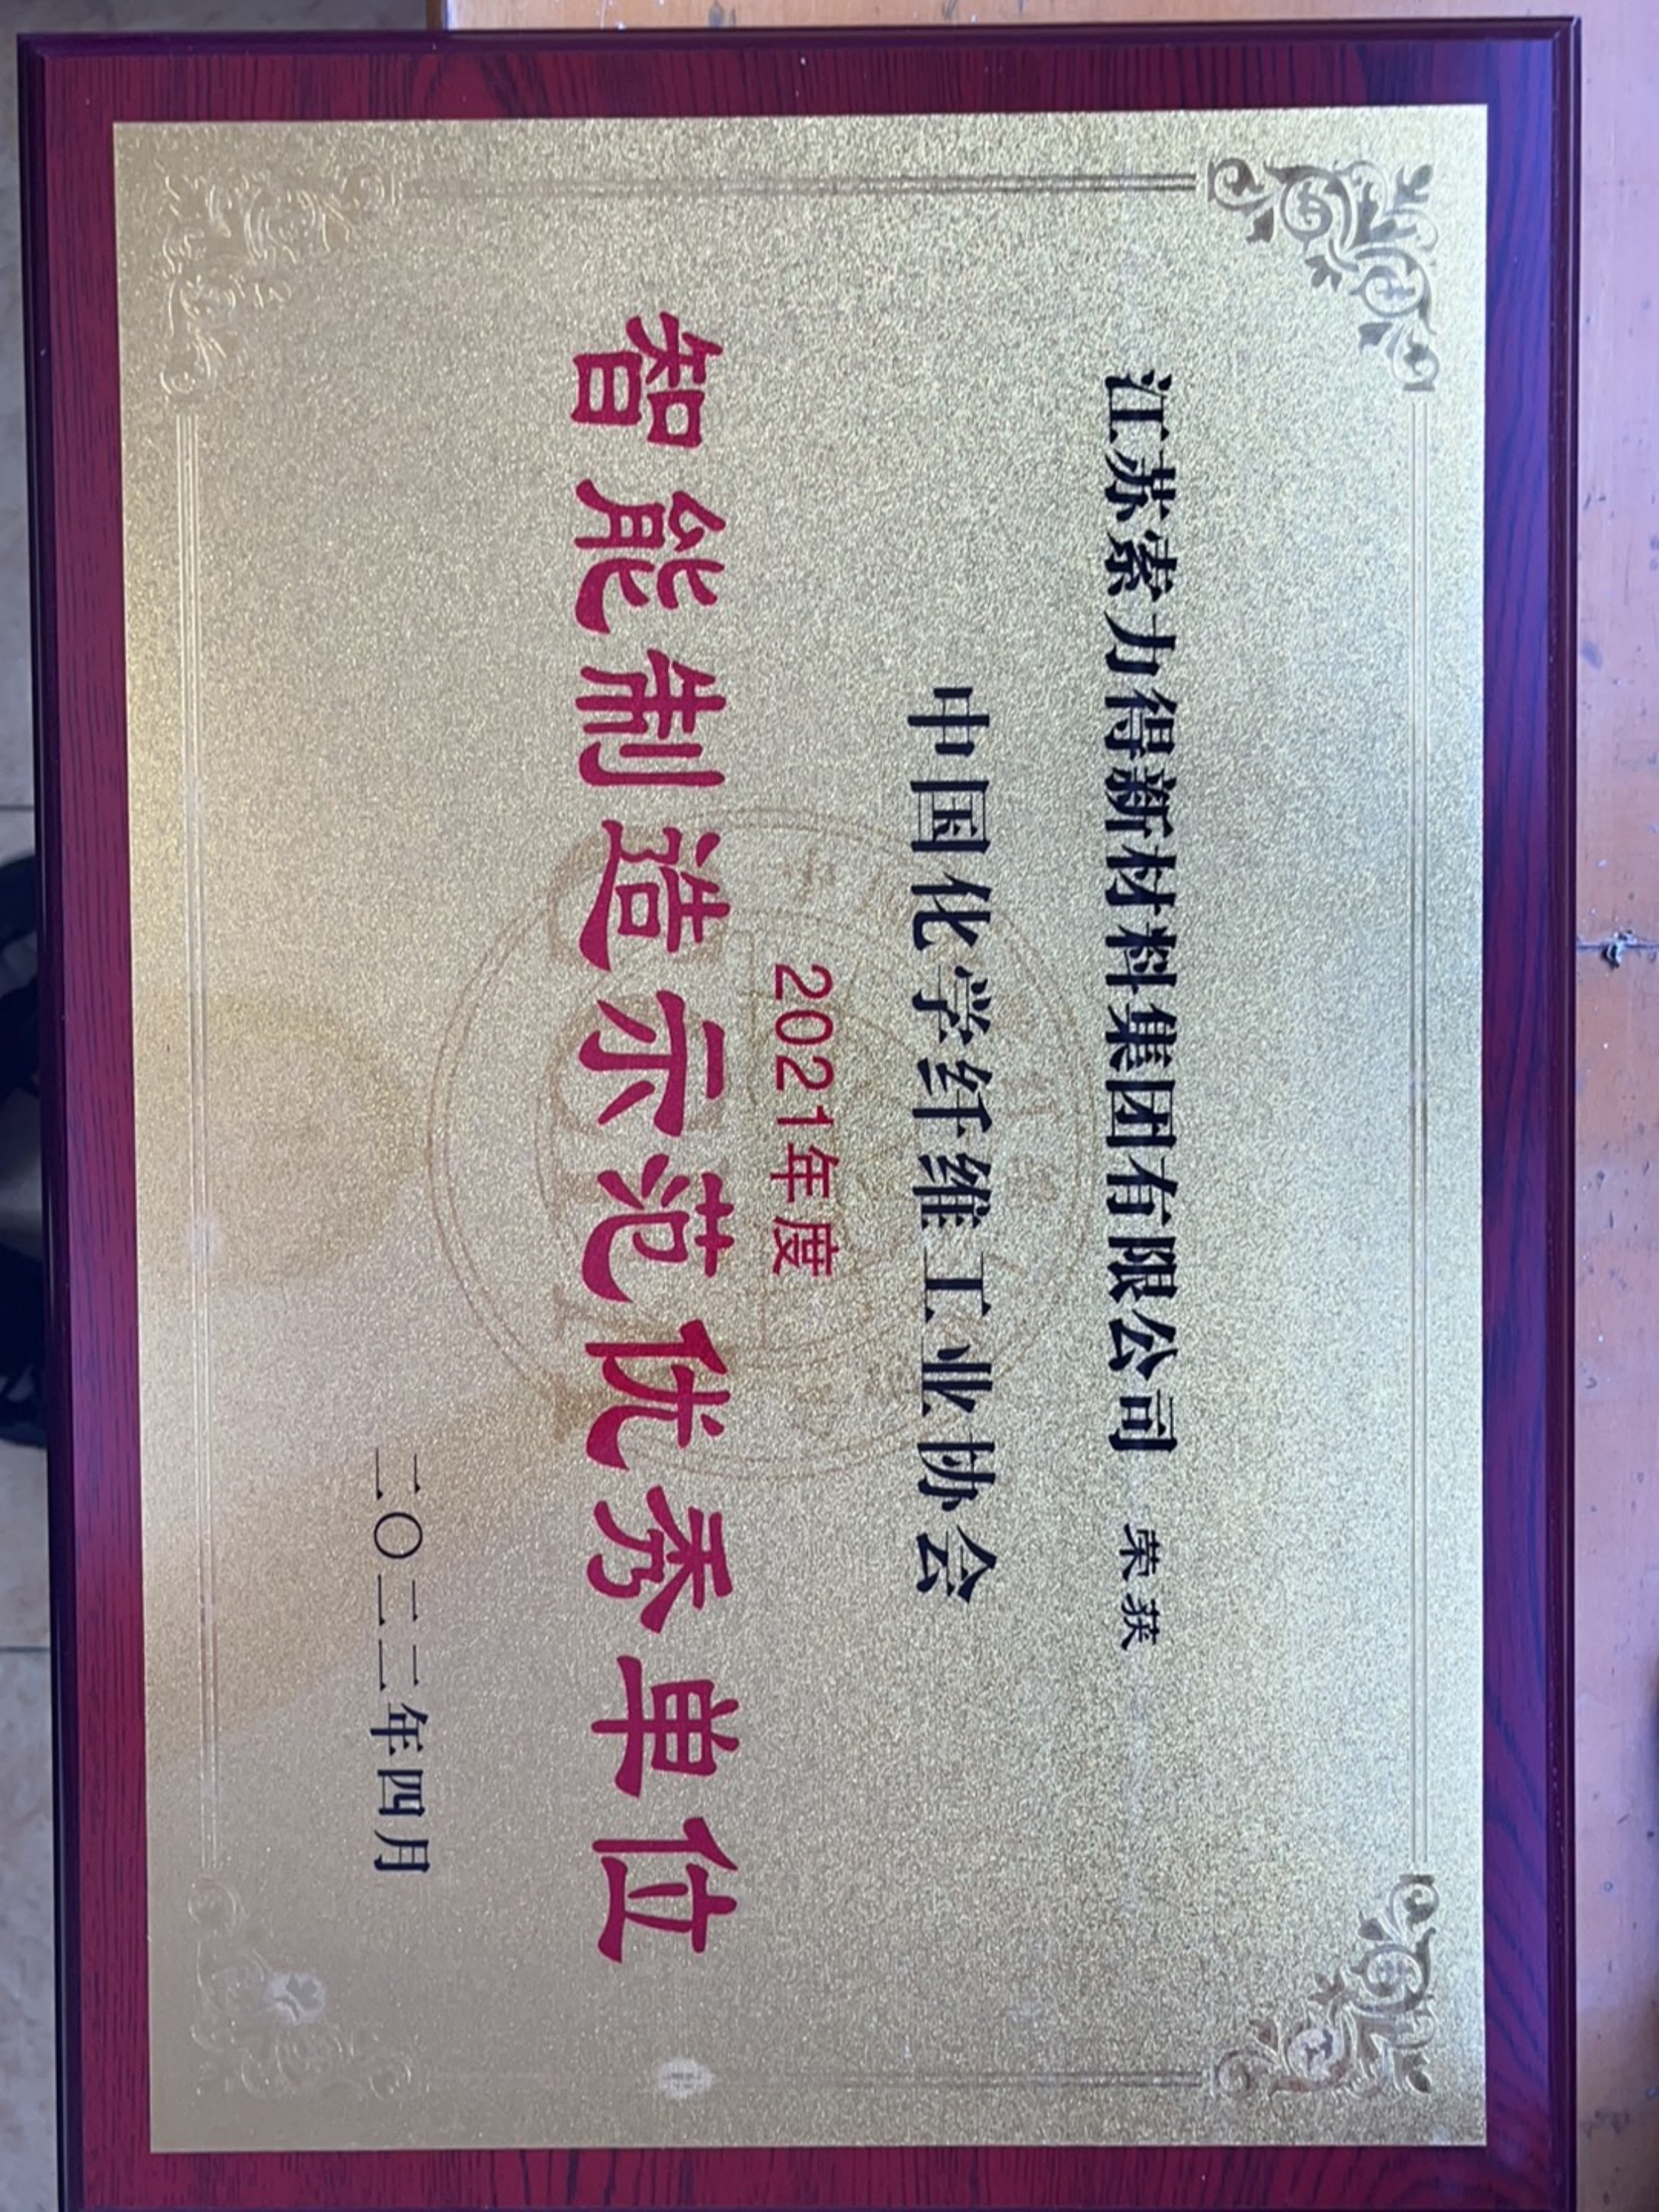 江苏索力得新材料集团有限公司 荣获
中国化学纤维工业协会
2021年度
智能制造示范优秀单位
二〇二二年四月